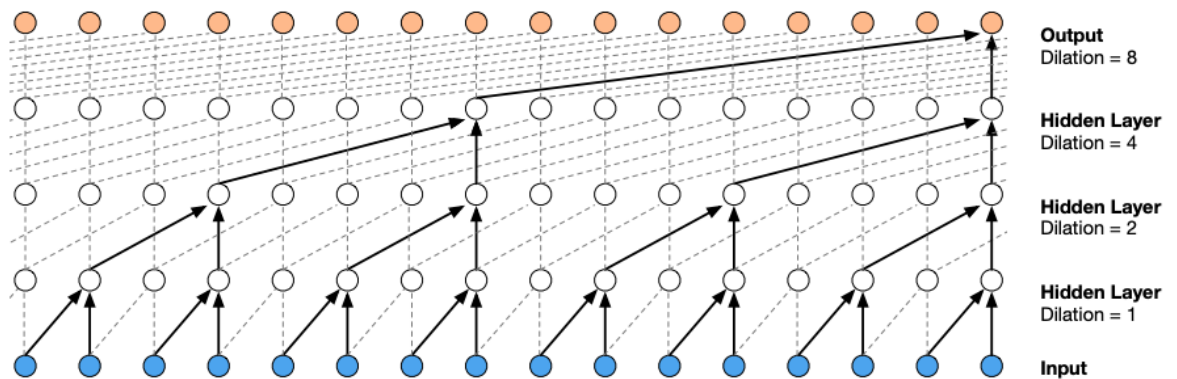 Output
Dilation = 8
Hidden Layer
Dilation = 4
Hidden Layer
Dilation = 2
Hidden Layer
Dilation = 1
Input